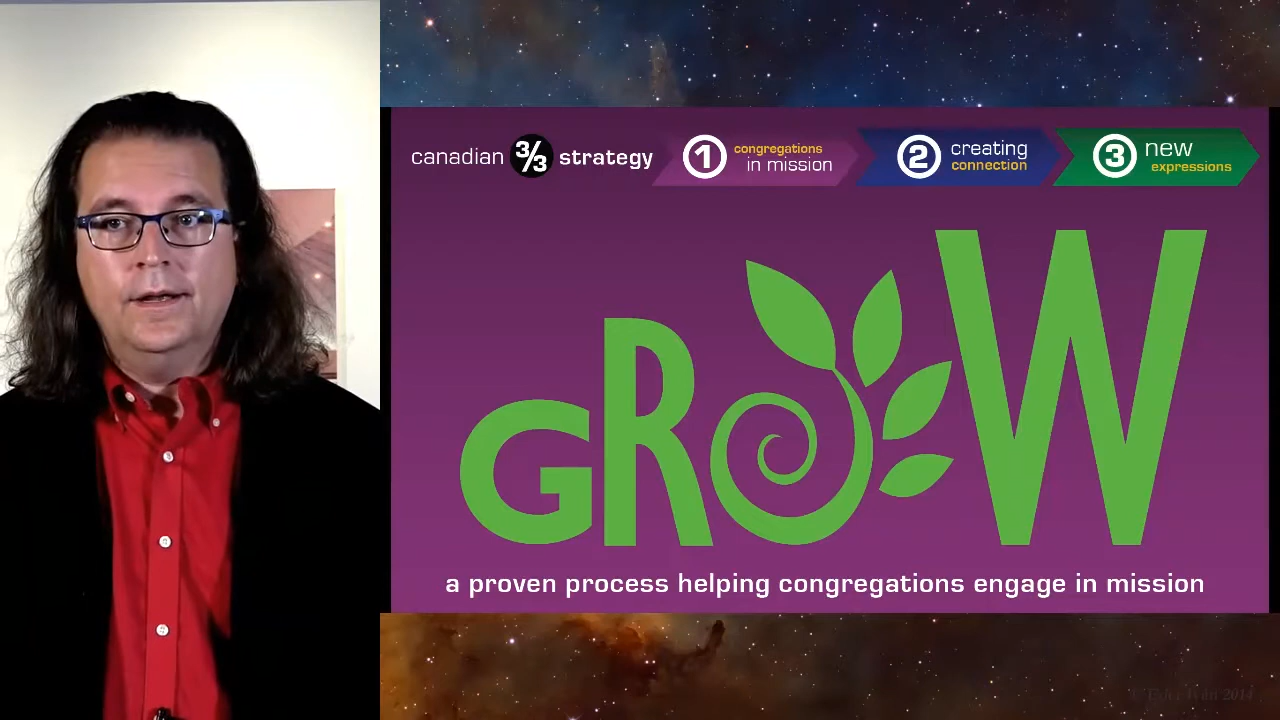 canadian 3/3 strategy
1 congregations in mission
2 creating connection
3 new expressions
GROW
a proven process helping congregations engage in mission